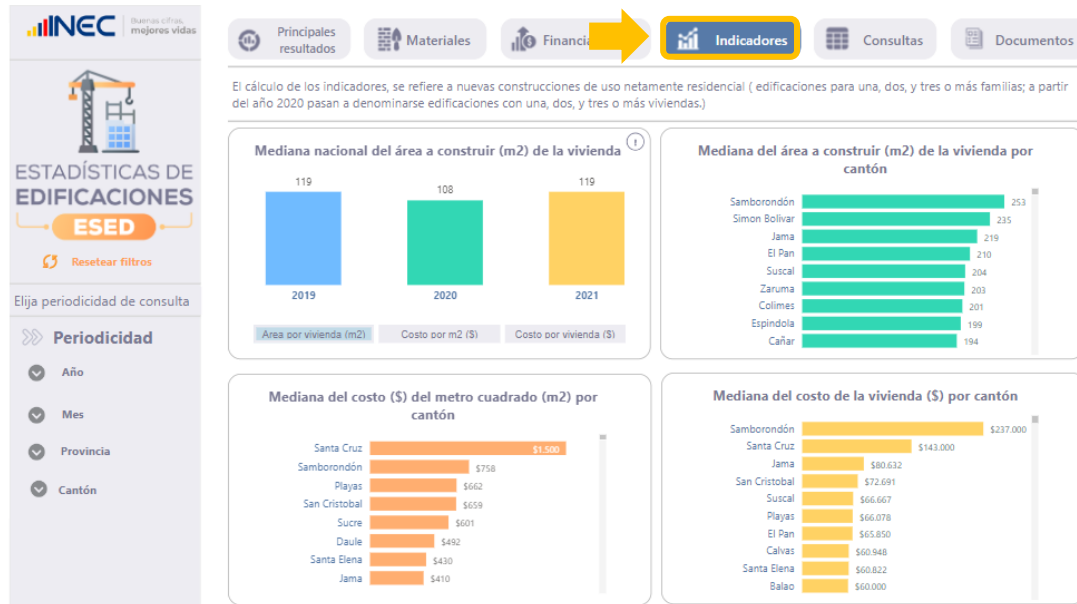 INEC
Buenas cifras,
mejores vidas
Principales
resultados
Materiales
Indicadores
Consultas
Documentos
ESTADÍSTICAS DE
EDIFICACIONES
ESED
Resetear filtros
Elija periodicidad de consulta
Periodicidad
Año
Mes
Provincia
Cantón
El cálculo de los indicadores, se refiere a nuevas construcciones de uso netamente residencial ( edificaciones para una, dos, y tres o más familias; a partir
del año 2020 pasan a denominarse edificaciones con una, dos, y tres o más viviendas.)
Mediana nacional del área a construir (m2) de la vivienda
119
108
119
2019
2020
2021
Area por vivienda (m2)
Costo por m2 ($)
Costo por vivienda ($)
Mediana del área a construir (m2) de la vivienda por
cantón
Samborondón 253
Simon Bolivar 235
Jama 219
El Pan 210
Suscal 204
Zaruma 203
Colimes 201
Espindola 199
Cañar 194
Mediana del costo ($) del metro cuadrado (m2) por
cantón
Santa Cruz $1.500
Samborondón $758
Playas $662
San Cristobal $659
Sucre $601
Daule $492
Santa Elena $430
Jama $410
Mediana del costo de la vivienda ($) por cantón
Samborondón $237.000
Santa Cruz $143.000
Jama $80.632
San Cristobal $72.691
Suscal $66.667
Playas $66.078
El Pan $65.850
Calvas $60.948
Santa Elena $60.822
Balao $60.000